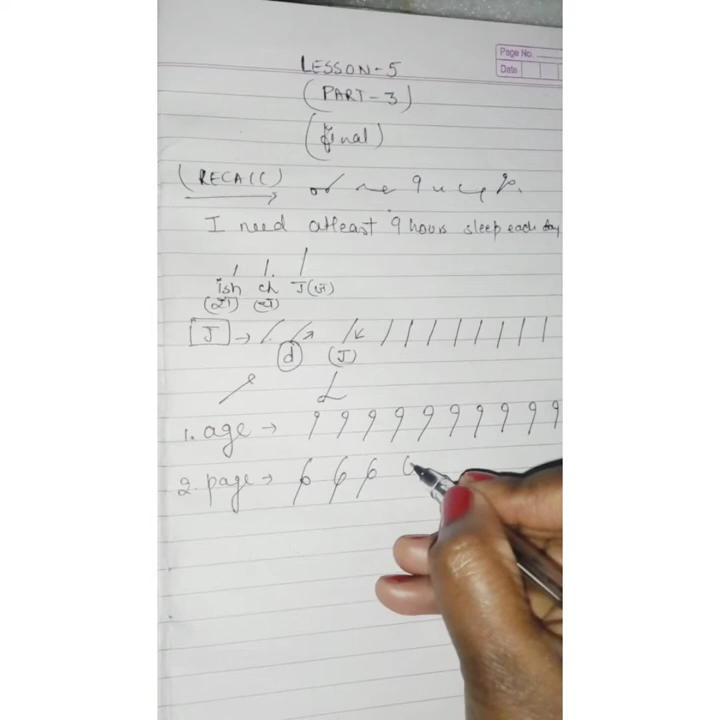 Page No.
Date
LESSON-5
(PART-3)
(final)
(RECALL)
I need atleast 9 hours sleep each day
ish ch J(ज)
(श) (च)
[J] →
(d) (J)
1. age →
2. page →